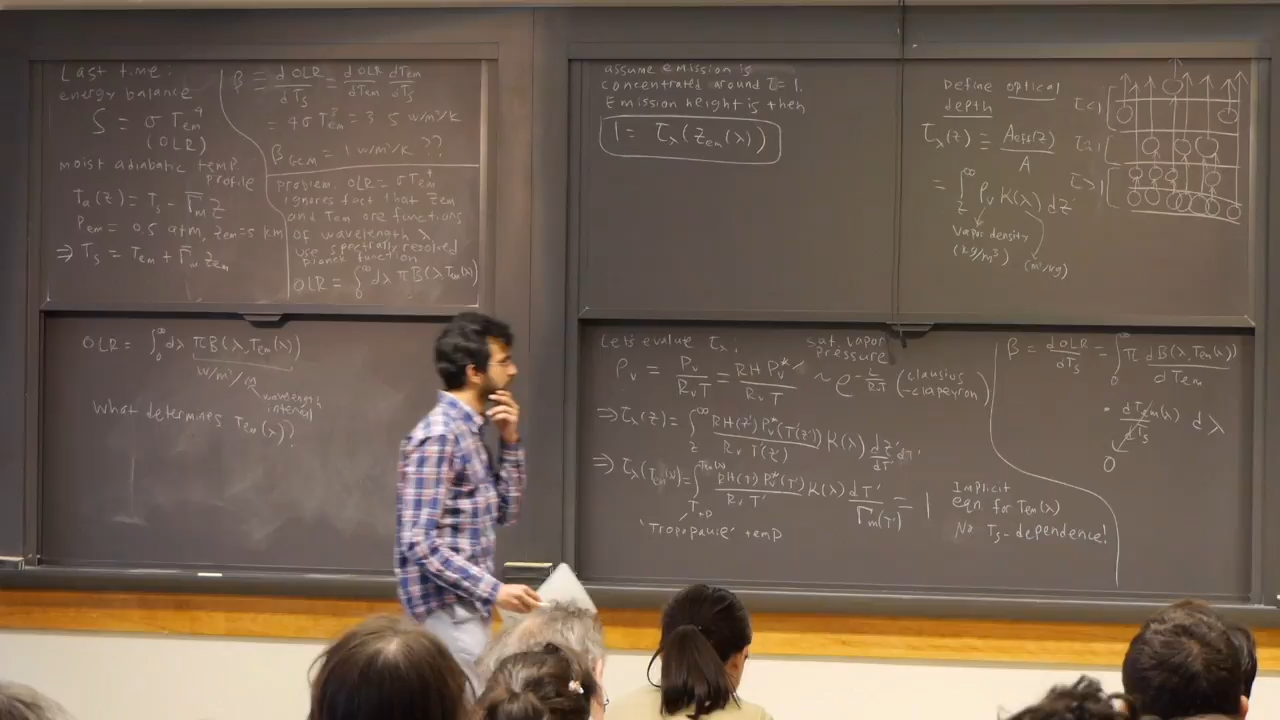 Last time:
energy balance
S = σ Tem⁴
(OLR)
moist adiabatic temp.
profile
Ta(z) = Ts - Γm z
Pem = 0.5 atm, zem=5 km
⇒ Ts = Tem + Γm zem
β = dOLR/dTs = dOLR/dTem dTem/dTs
= 4σTem³ = 3.5 W/m²/K
βGCM = 1 W/m²/K ??
problem: OLR = σTem⁴
ignores fact that zem
and Tem are functions
of wavelength λ
use spectrally resolved
planck function
OLR = ∫₀^∞ dλ πB(λ,Tem(λ))
OLR = ∫₀^∞ dλ πB(λ,Tem(λ))
W/m²/m
wavelength
interval
What determines Tem(λ)?
assume emission is
concentrated around τ=1.
Emission height is then
1 = τλ(zem(λ))
Define optical
depth
τλ(z) = Aeff(z)/A
= ∫z^∞ ρv K(λ) dz'
Vapor density
(kg/m³)
(m²/kg)
τ<1
τ≈1
τ>1
Let's evaluate τλ:
sat. vapor
pressure
ρv = Pv/RvT = RH Pv*/RvT ~ e^(-L/RvT) (clausius
-clapeyron)
⇒ τλ(z) = ∫z^∞ RH(z')Pv*(T(z'))/RvT'(z') K(λ) dz'/dT' dT'
⇒ τλ(Tem(λ)) = ∫Ttp^Tem(λ) RH(T')Pv*(T')/RvT' K(λ) dT'/Γm(T') = 1
'Tropopause' temp
Implicit
eqn. for Tem(λ)
No Ts-dependence!
β = dOLR/dTs = ∫₀^∞ π dB(λ,Tem(λ))/dTem
· dTem(λ)/dTs dλ
0